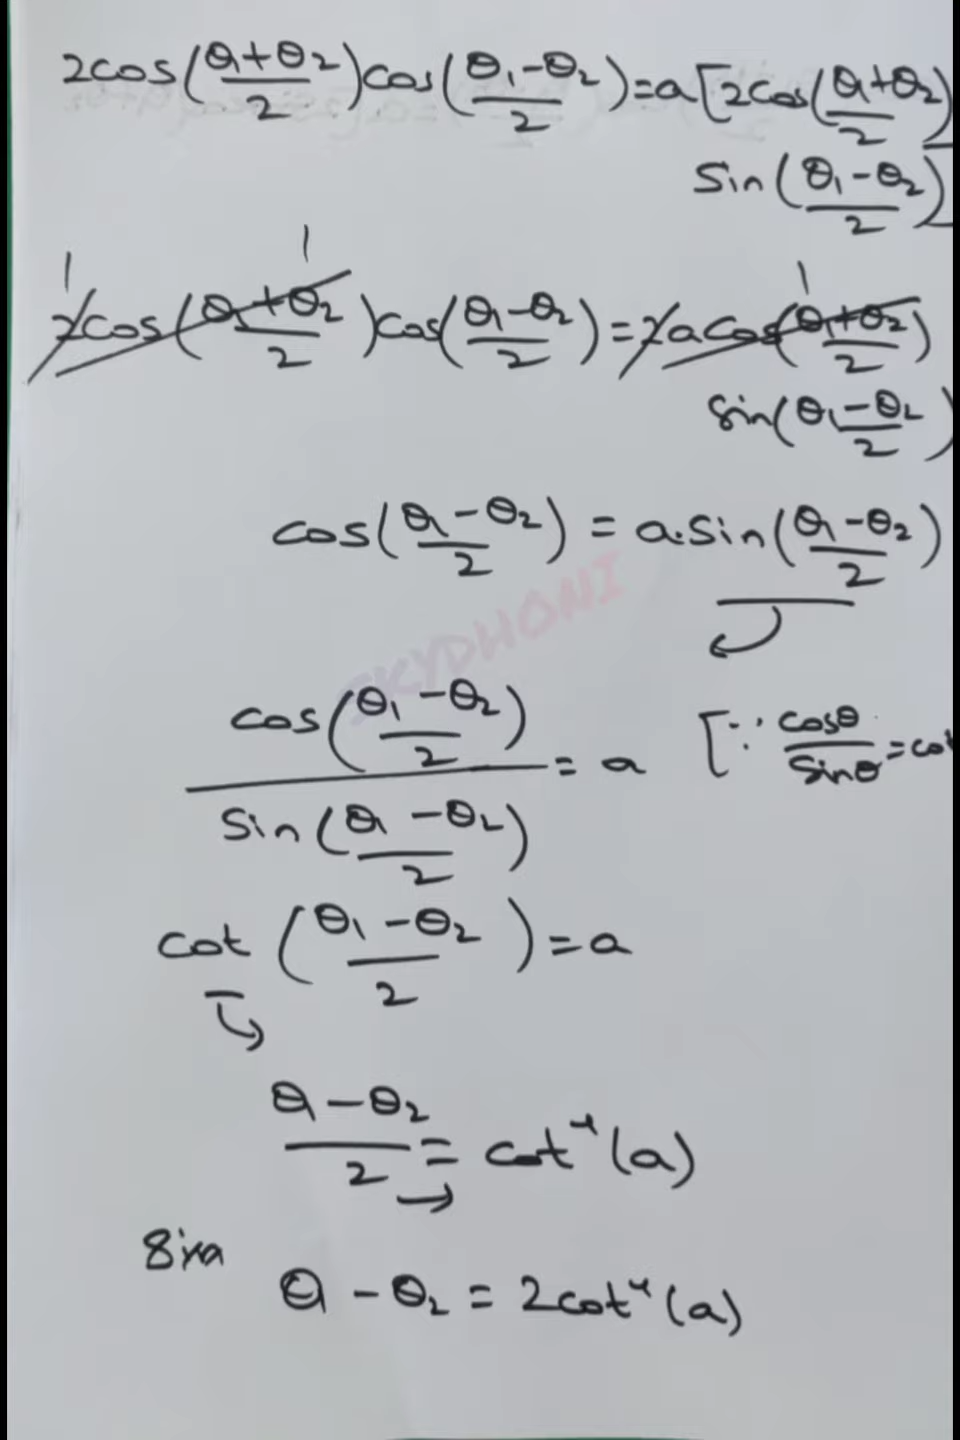 2cos(θ₁+θ₂/2)cos(θ₁-θ₂/2)=a[2cos(θ₁+θ₂/2)
sin(θ₁-θ₂/2)]
1 1 1
2cos(θ₁+θ₂/2)cos(θ₁-θ₂/2)=2acos(θ₁+θ₂/2)
sin(θ₁-θ₂/2)
cos(θ₁-θ₂/2) = a.sin(θ₁-θ₂/2)
SKYDHONI
cos(θ₁-θ₂/2)/sin(θ₁-θ₂/2) = a [∵ cosθ/sinθ=cot
cot(θ₁-θ₂/2)=a
θ₁-θ₂/2 = cot⁻¹(a)
θ₁-θ₂ = 2cot⁻¹(a)